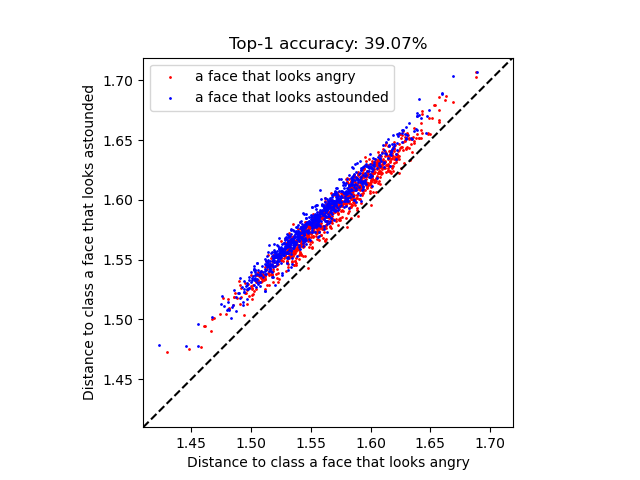 Top-1 accuracy: 39.07%
a face that looks angry
a face that looks astounded
Distance to class a face that looks astounded
1.70
1.65
1.60
1.55
1.50
1.45
1.45 1.50 1.55 1.60 1.65 1.70
Distance to class a face that looks angry